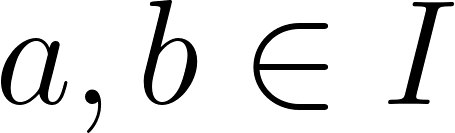 a, b ∈ I